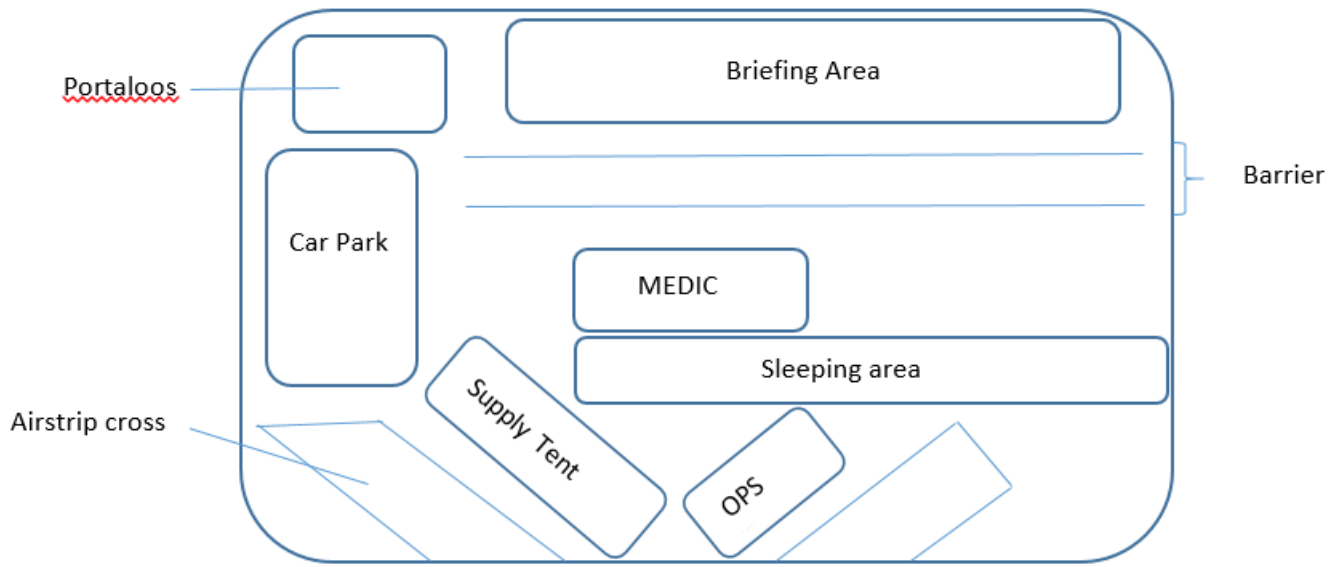 Portaloos
Briefing Area
Barrier
Car Park
MEDIC
Sleeping area
Supply Tent
Airstrip cross
OPS